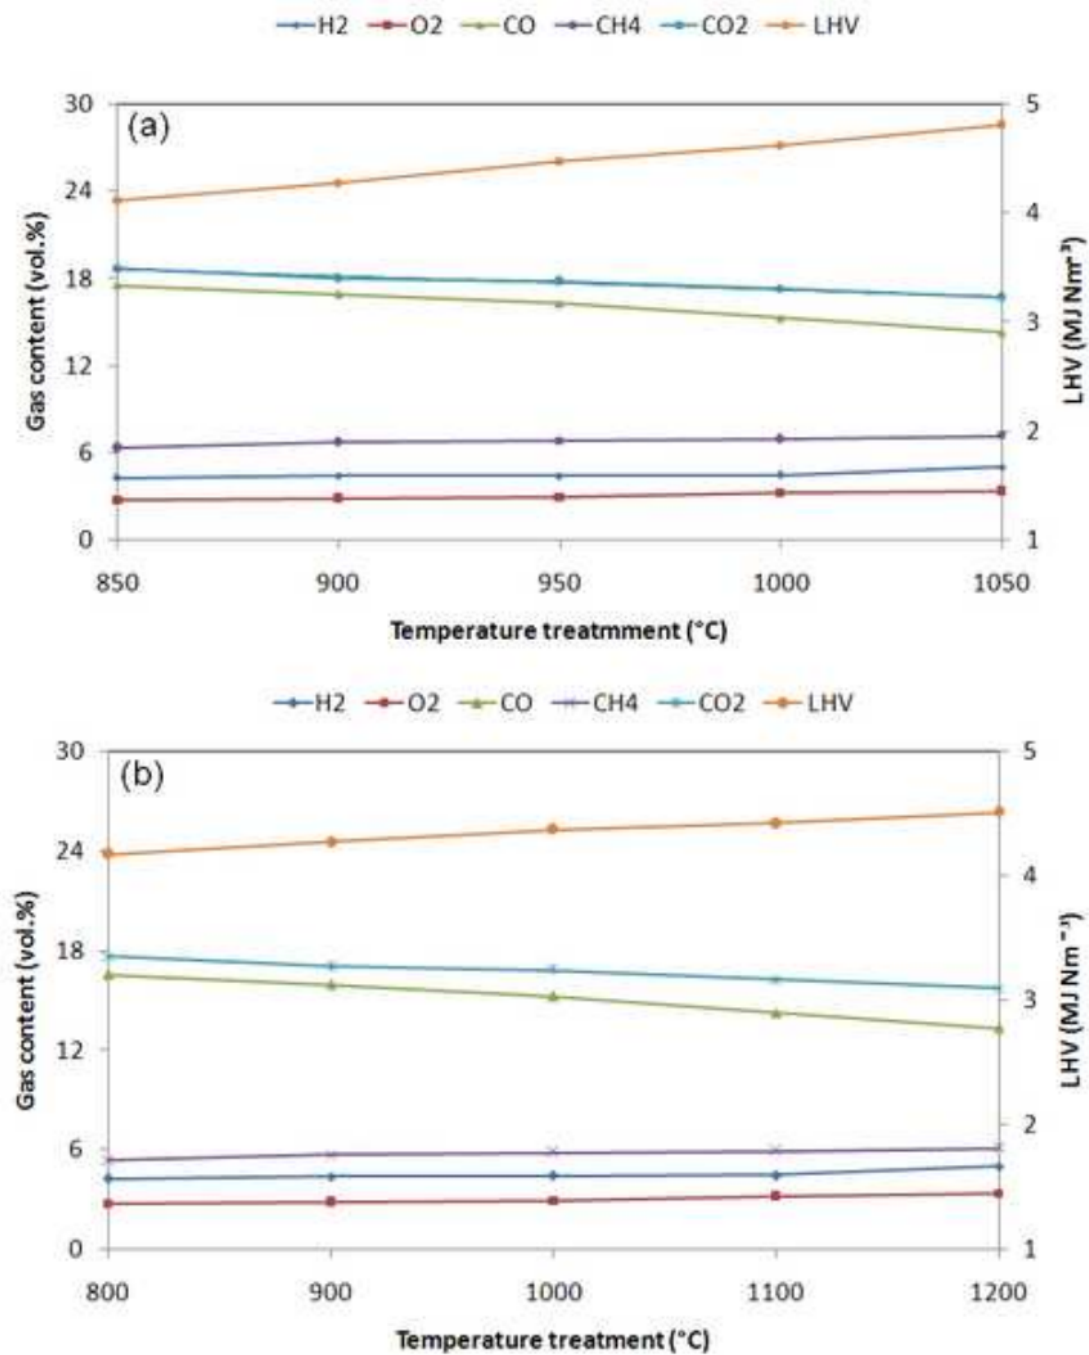 H2 O2 CO CH4 CO2 LHV
(a)
30
24
18
12
6
0
Gas content (vol.%)
5
4
3
2
1
LHV (MJ Nm⁻³)
850 900 950 1000 1050
Temperature treatmment (°C)
H2 O2 CO CH4 CO2 LHV
(b)
30
24
18
12
6
0
Gas content (vol.%)
5
4
3
2
1
LHV (MJ Nm⁻³)
800 900 1000 1100 1200
Temperature treatment (°C)